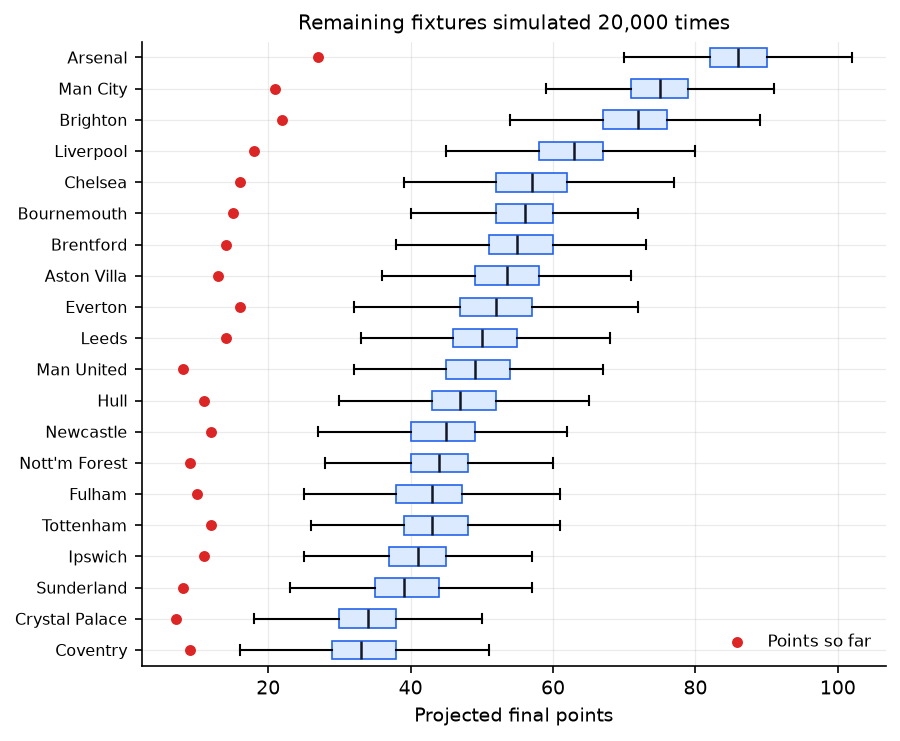 Remaining fixtures simulated 20,000 times
Arsenal
Man City
Brighton
Liverpool
Chelsea
Bournemouth
Brentford
Aston Villa
Everton
Leeds
Man United
Hull
Newcastle
Nott'm Forest
Fulham
Tottenham
Ipswich
Sunderland
Crystal Palace
Coventry
Points so far
20 40 60 80 100
Projected final points